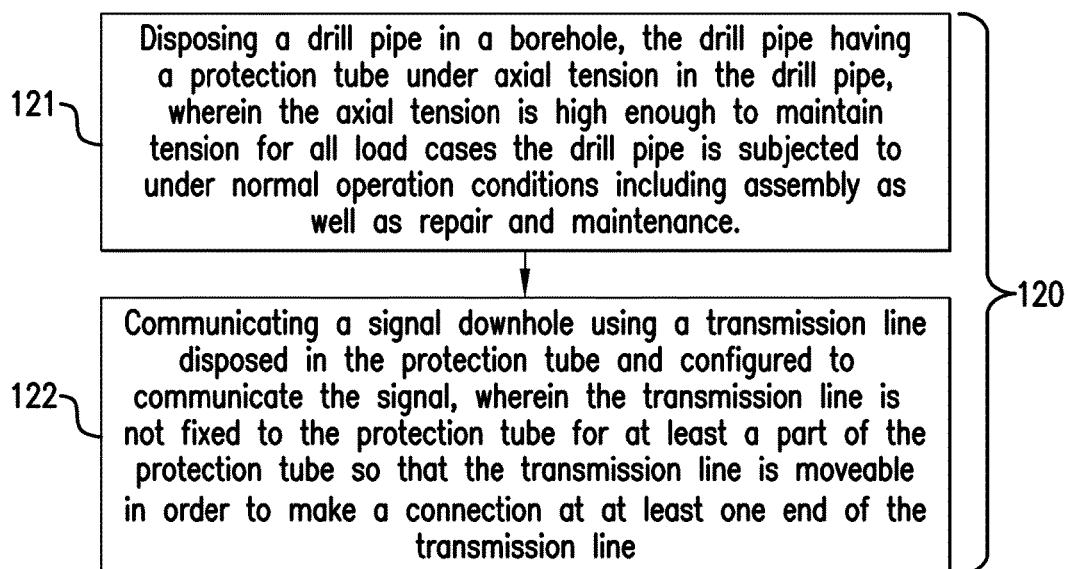 Disposing a drill pipe in a borehole, the drill pipe having
a protection tube under axial tension in the drill pipe,
wherein the axial tension is high enough to maintain
tension for all load cases the drill pipe is subjected to
under normal operation conditions including assembly as
well as repair and maintenance.
121
120
Communicating a signal downhole using a transmission line
disposed in the protection tube and configured to
communicate the signal, wherein the transmission line is
not fixed to the protection tube for at least a part of the
protection tube so that the transmission line is moveable
in order to make a connection at at least one end of the
transmission line
122